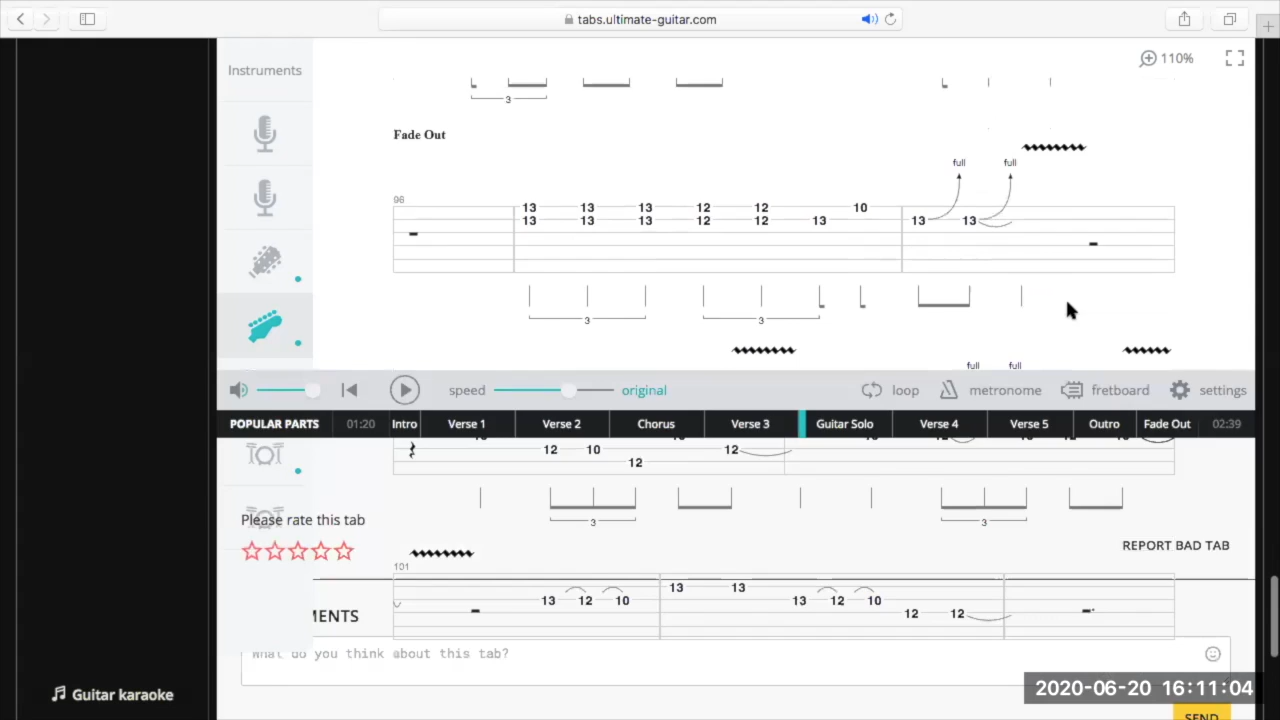 tabs.ultimate-guitar.com
Instruments
110%
3
Fade Out
full full
96
13 13 13 12 12 10
13 13 13 12 12 13 13 13
3 3
full full
speed original loop metronome fretboard settings
POPULAR PARTS 01:20 Intro Verse 1 Verse 2 Chorus Verse 3 Guitar Solo Verse 4 Verse 5 Outro Fade Out 02:39
12 10 12
12
3 3
Please rate this tab
REPORT BAD TAB
101
13 13
13 12 10 13 12 10
12 12
MENTS
What do you think about this tab?
Guitar karaoke
2020-06-20 16:11:04
SEND